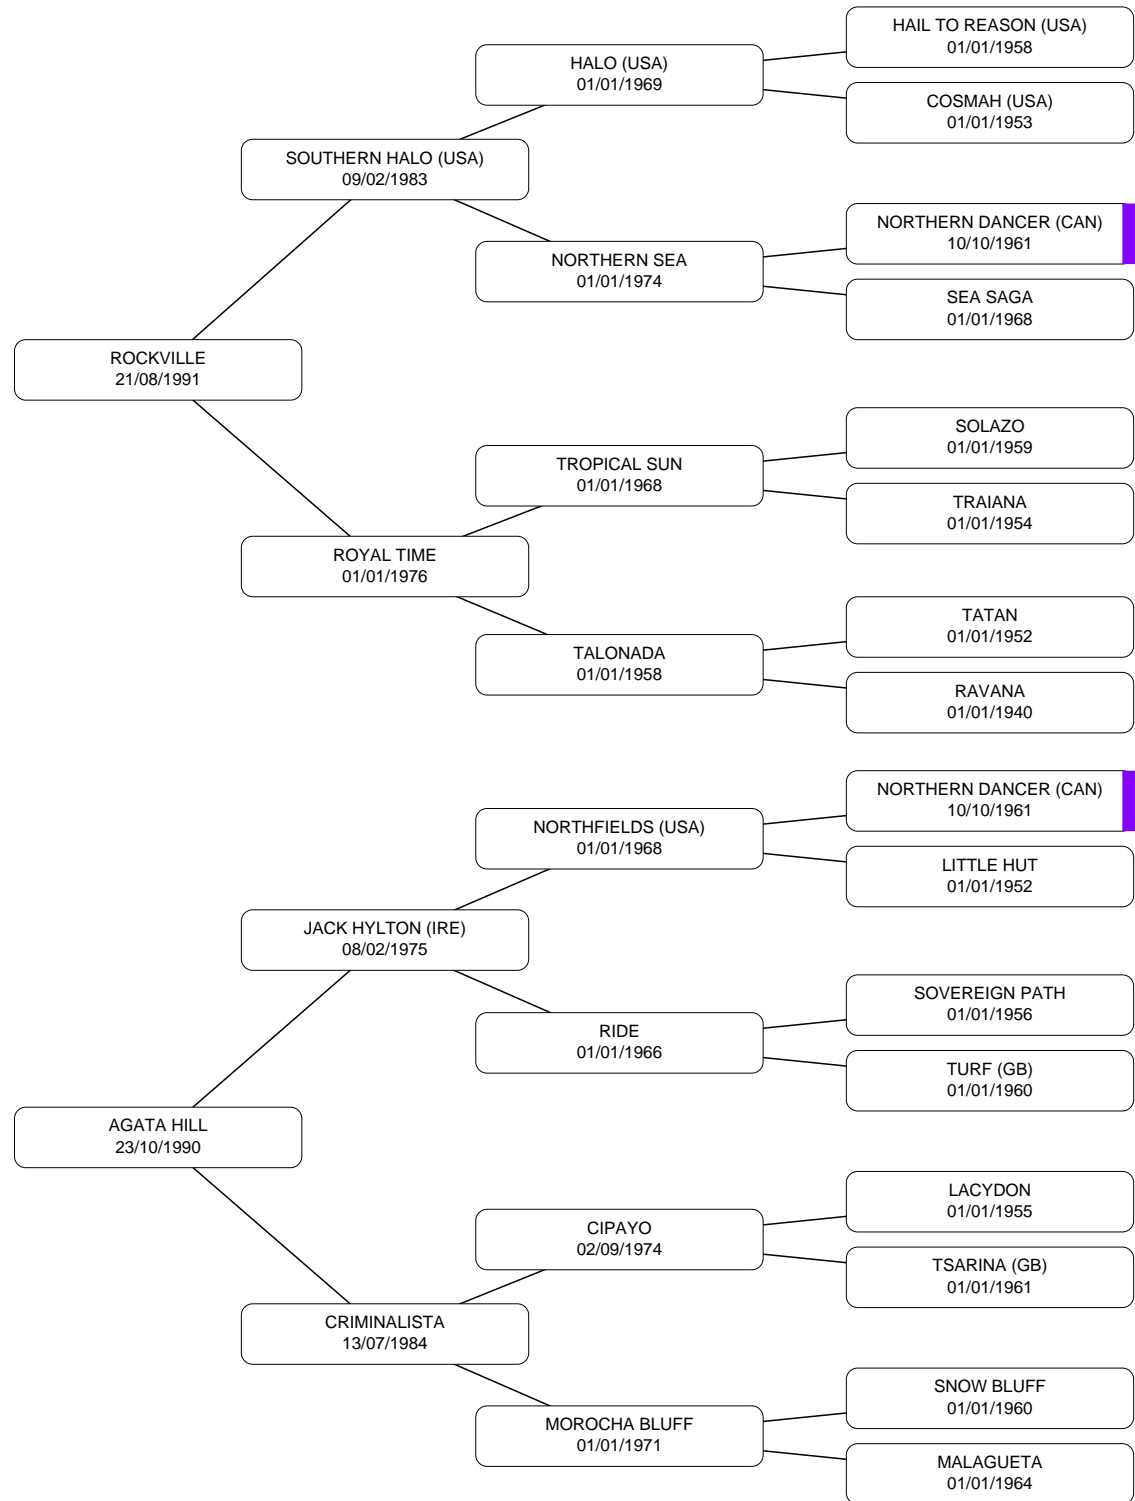 HAIL TO REASON (USA)
01/01/1958
HALO (USA)
01/01/1969
COSMAH (USA)
01/01/1953
SOUTHERN HALO (USA)
09/02/1983
NORTHERN DANCER (CAN)
10/10/1961
NORTHERN SEA
01/01/1974
SEA SAGA
01/01/1968
ROCKVILLE
21/08/1991
SOLAZO
01/01/1959
TROPICAL SUN
01/01/1968
TRAIANA
01/01/1954
ROYAL TIME
01/01/1976
TATAN
01/01/1952
TALONADA
01/01/1958
RAVANA
01/01/1940
NORTHERN DANCER (CAN)
10/10/1961
NORTHFIELDS (USA)
01/01/1968
LITTLE HUT
01/01/1952
JACK HYLTON (IRE)
08/02/1975
SOVEREIGN PATH
01/01/1956
RIDE
01/01/1966
TURF (GB)
01/01/1960
AGATA HILL
23/10/1990
LACYDON
01/01/1955
CIPAYO
02/09/1974
TSARINA (GB)
01/01/1961
CRIMINALISTA
13/07/1984
SNOW BLUFF
01/01/1960
MOROCHA BLUFF
01/01/1971
MALAGUETA
01/01/1964